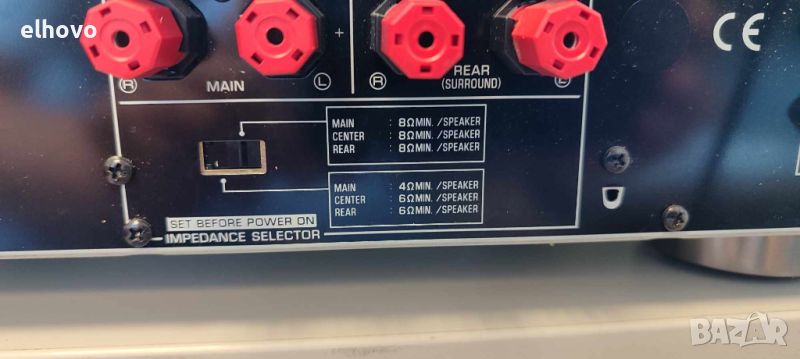 elhovo
CE
+
R MAIN L
R REAR L
(SURROUND)
MAIN : 8ΩMIN. /SPEAKER
CENTER : 8ΩMIN. /SPEAKER
REAR : 8ΩMIN. /SPEAKER
MAIN : 4ΩMIN. /SPEAKER
CENTER : 6ΩMIN. /SPEAKER
REAR : 6ΩMIN. /SPEAKER
SET BEFORE POWER ON
IMPEDANCE SELECTOR
BAZAR